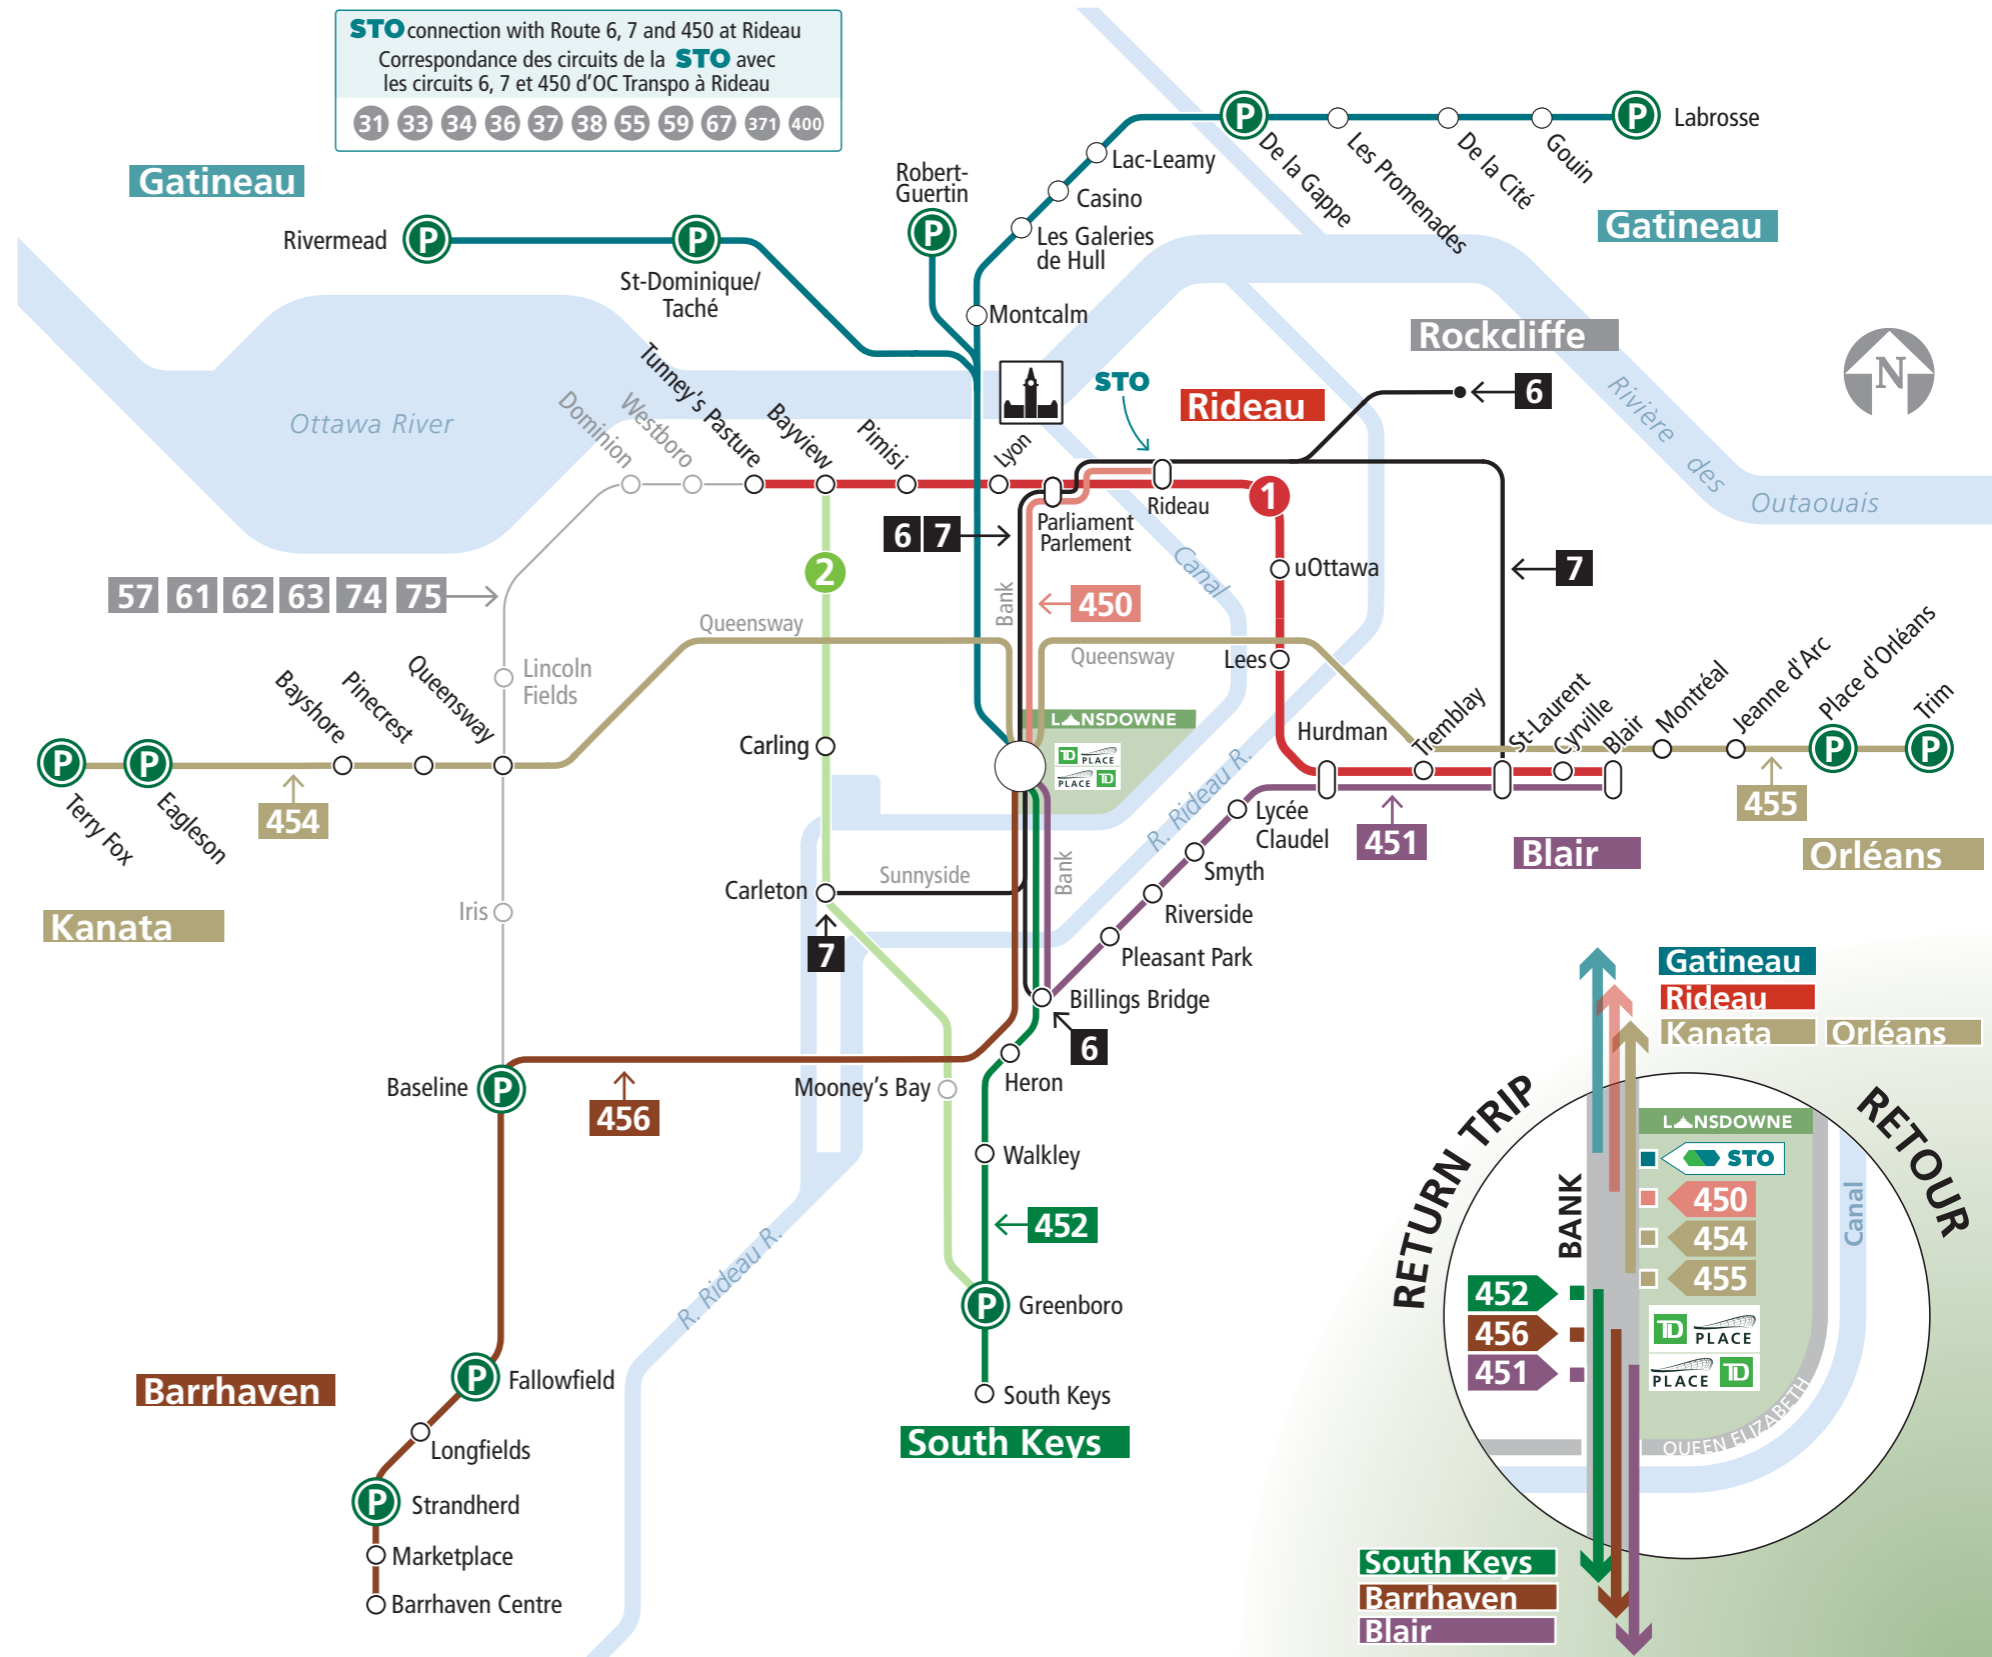 STO connection with Route 6, 7 and 450 at Rideau
Correspondance des circuits de la STO avec
les circuits 6, 7 et 450 d'OC Transpo à Rideau
31 33 34 36 37 38 55 59 67 371 400
Gatineau
Rivermead
P
P
St-Dominique/
Taché
Robert-
Guertin
P
Lac-Leamy
Casino
Les Galeries
de Hull
Montcalm
P
De la Gappe
Les Promenades
De la Cité
Gouin
P
Labrosse
Gatineau
Rockcliffe
N
Ottawa River
Rivière
des
Outaouais
STO
Rideau
6
Dominion
Westboro
Tunney's Pasture
Bayview
Pimisi
Lyon
Parliament
Parlement
Rideau
1
6 7
7
2
57 61 62 63 74 75
Bank
450
Canal
uOttawa
Queensway
Queensway
Lees
Lincoln
Fields
Bayshore
Pinecrest
Queensway
P
P
Terry Fox
Eagleson
454
Kanata
Carling
LANSDOWNE
TD PLACE
PLACE TD
Hurdman
Tremblay
St-Laurent
Cyrville
Blair
Montréal
Jeanne d'Arc
Place d'Orléans
Trim
P
P
455
451
Blair
Orléans
R. Rideau R.
Lycée
Claudel
Smyth
Riverside
Pleasant Park
Billings Bridge
6
Iris
Carleton
Sunnyside
Bank
7
Baseline
P
456
Mooney's Bay
Heron
Walkley
452
P
Greenboro
South Keys
South Keys
R. Rideau R.
Barrhaven
P
Fallowfield
Longfields
P
Strandherd
Marketplace
Barrhaven Centre
Gatineau
Rideau
Kanata
Orléans
RETURN TRIP
RETOUR
BANK
LANSDOWNE
STO
450
454
455
452
456
451
TD PLACE
PLACE TD
Canal
QUEEN ELIZABETH
South Keys
Barrhaven
Blair